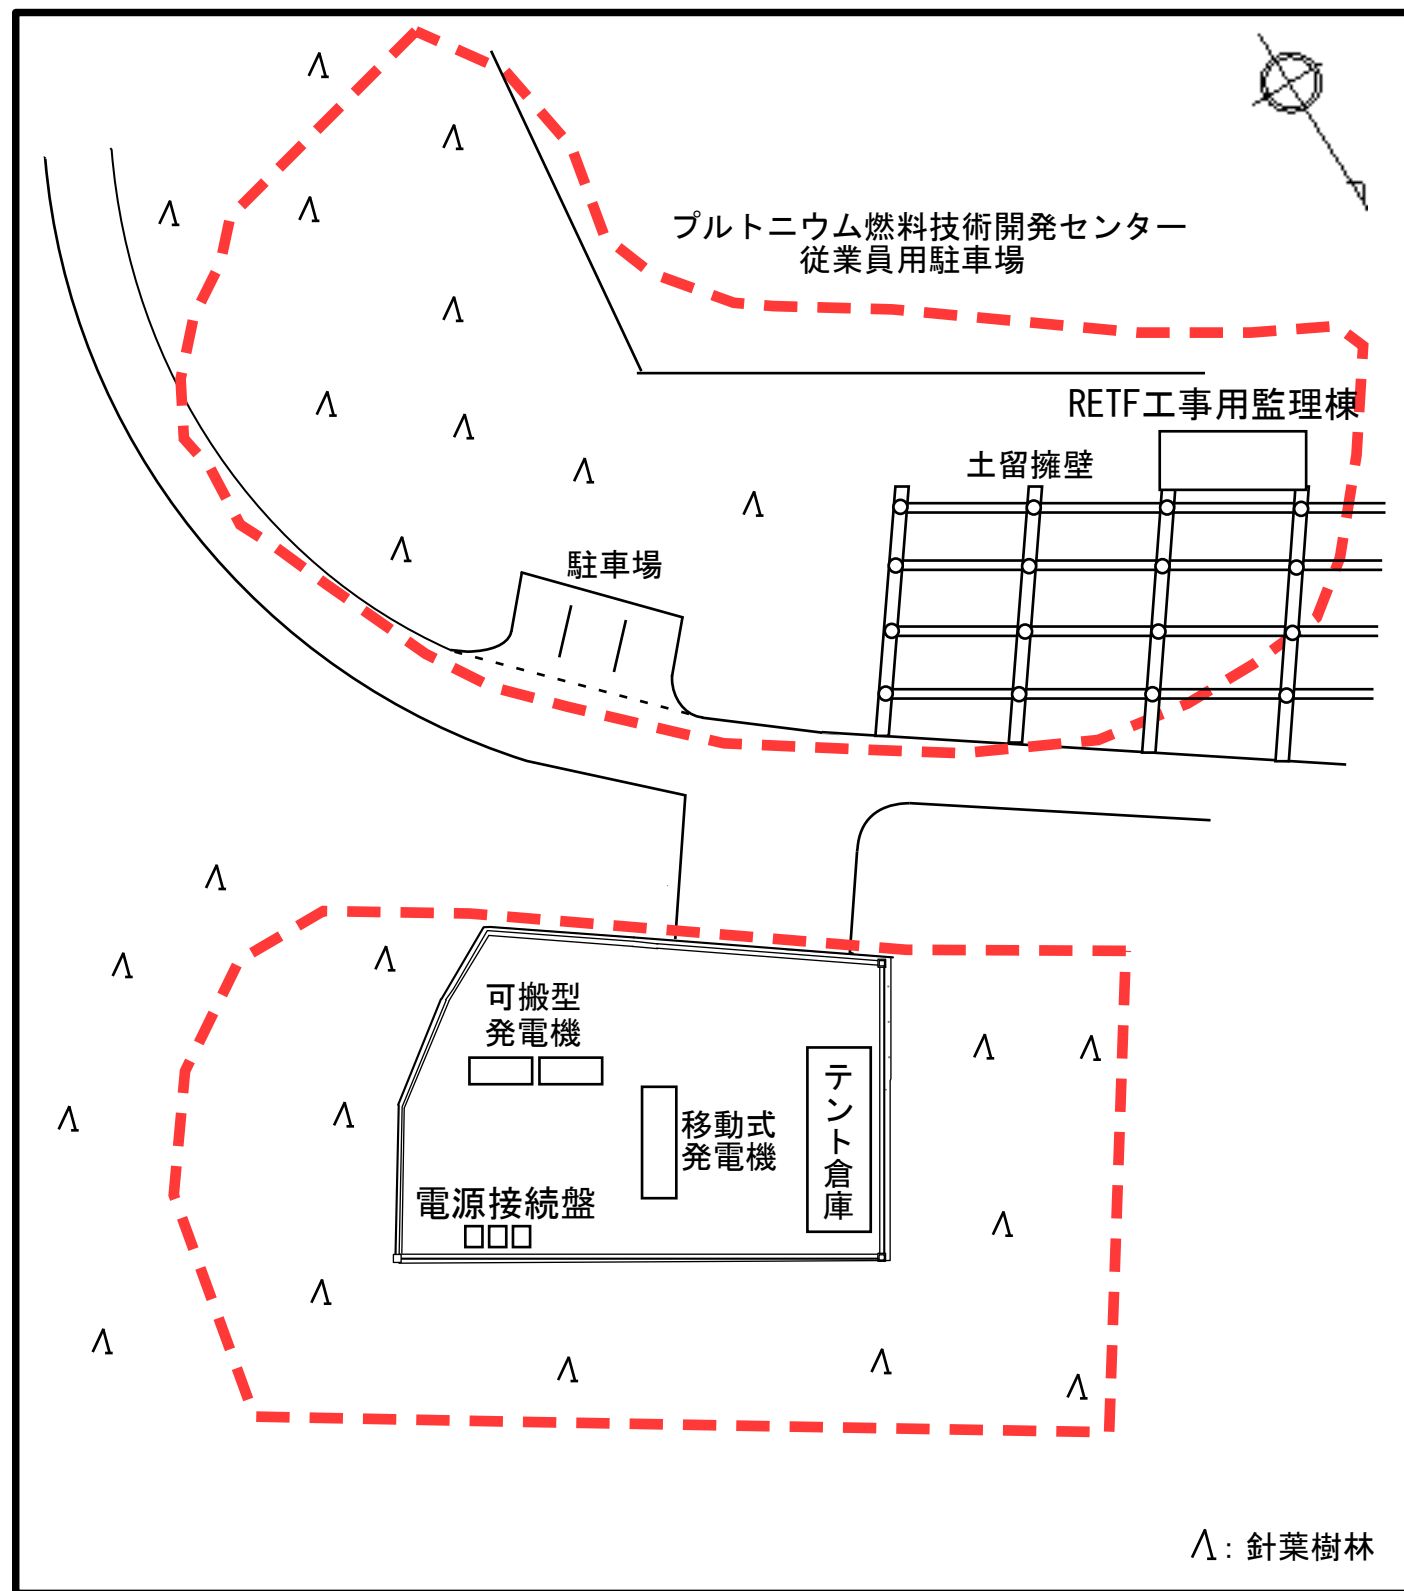 プルトニウム燃料技術開発センター
従業員用駐車場
RETF工事用監理棟
土留擁壁
駐車場
可搬型
発電機
移動式
発電機
テント倉庫
電源接続盤
：針葉樹林